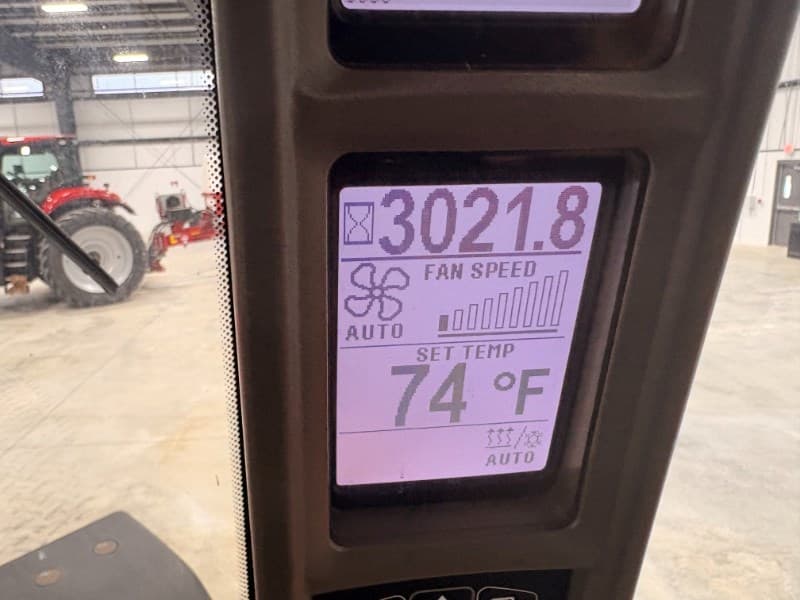 3021.8
FAN SPEED
AUTO
SET TEMP
74 °F
AUTO